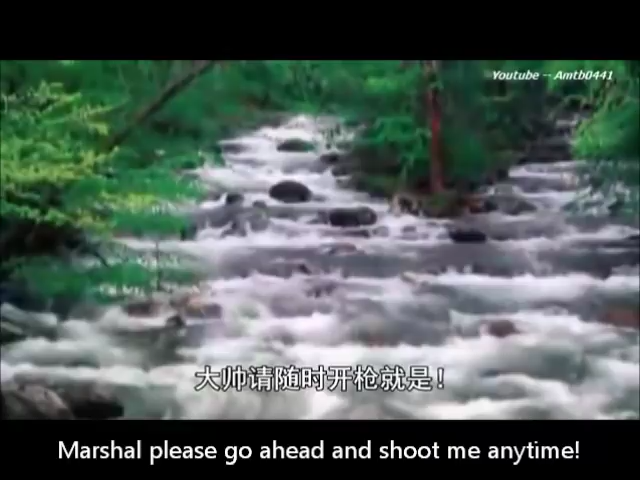 Youtube -- Amtb0441
大帅请随时开枪就是!
Marshal please go ahead and shoot me anytime!